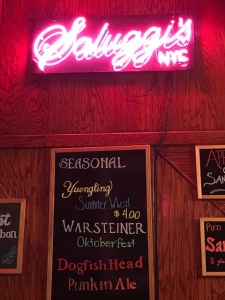 Saluggi's
NYC
SEASONAL
Yuengling
Summer Wheat
$4.00
WARSTEINER
Oktoberfest
Dogfish Head
Punkin Ale